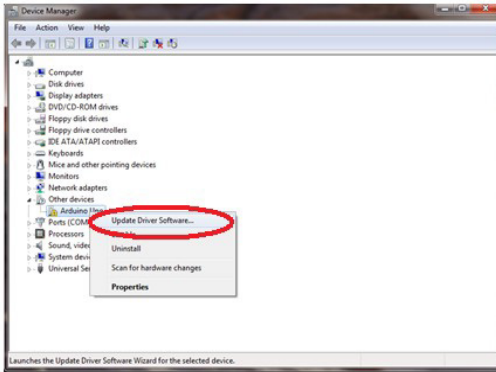 Device Manager
File Action View Help
Computer
Disk drives
Display adapters
DVD/CD-ROM drives
Floppy disk drives
Floppy drive controllers
IDE ATA/ATAPI controllers
Keyboards
Mice and other pointing devices
Monitors
Network adapters
Other devices
Arduino
Ports (COM
Processors
Sound, video
System devi
Universal Se
Update Driver Software...
Uninstall
Scan for hardware changes
Properties
Launches the Update Driver Software Wizard for the selected device.